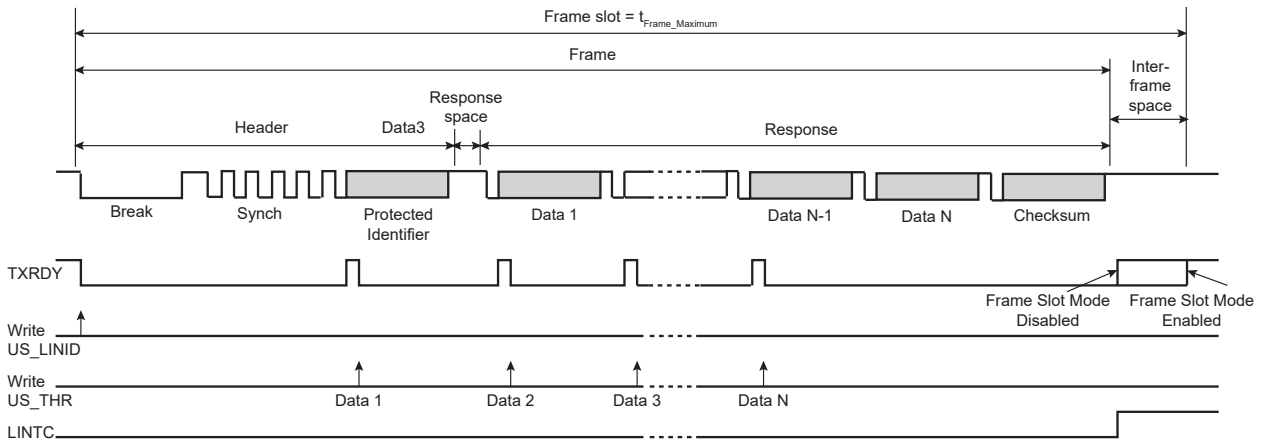 Frame slot = tFrame_Maximum
Frame
Inter-
frame
space
Response
space
Header
Data3
Response
Break
Synch
Protected
Identifier
Data 1
Data N-1
Data N
Checksum
TXRDY
Frame Slot Mode
Disabled
Frame Slot Mode
Enabled
Write
US_LINID
Write
US_THR
Data 1
Data 2
Data 3
Data N
LINTC